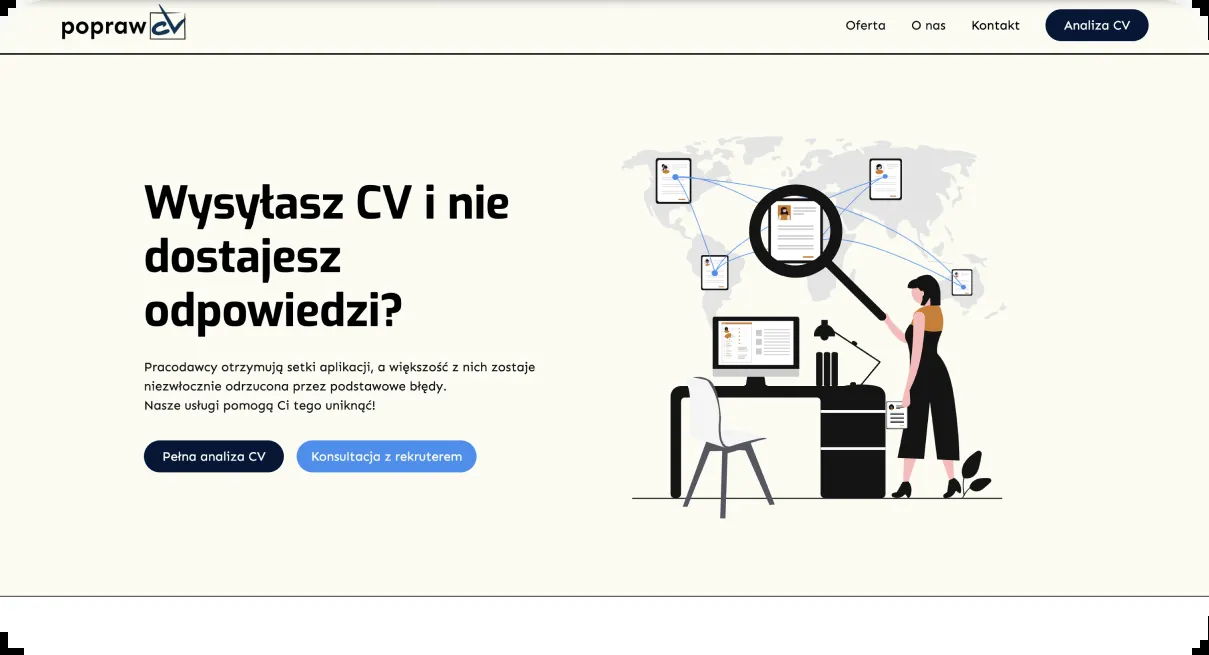 popraw CV
Oferta
O nas
Kontakt
Analiza CV
Wysyłasz CV i nie
dostajesz
odpowiedzi?
Pracodawcy otrzymują setki aplikacji, a większość z nich zostaje
niezwłocznie odrzucona przez podstawowe błędy.
Nasze usługi pomogą Ci tego uniknąć!
Pełna analiza CV
Konsultacja z rekruterem